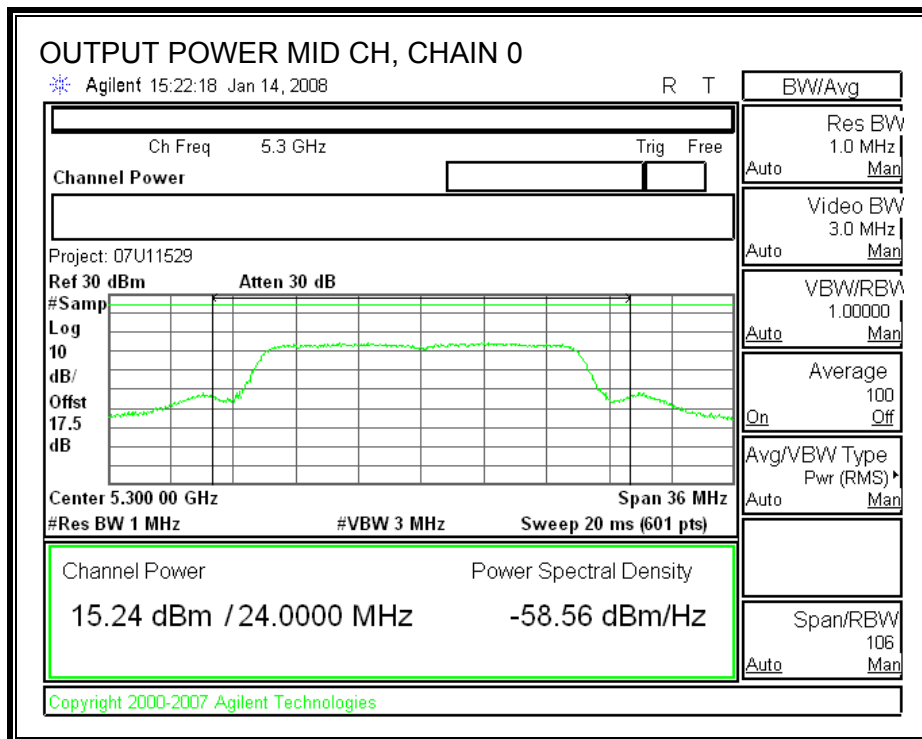 OUTPUT POWER MID CH, CHAIN 0
Agilent 15:22:18 Jan 14, 2008 R T
Ch Freq 5.3 GHz Trig Free
Channel Power
Project: 07U11529
Ref 30 dBm Atten 30 dB
#Samp
Log
10
dB/
Offst
17.5
dB
Center 5.300 00 GHz Span 36 MHz
#Res BW 1 MHz #VBW 3 MHz Sweep 20 ms (601 pts)
Channel Power Power Spectral Density
15.24 dBm / 24.0000 MHz -58.56 dBm/Hz
Copyright 2000-2007 Agilent Technologies
BW/Avg
Res BW
1.0 MHz
Auto Man
Video BW
3.0 MHz
Auto Man
VBW/RBW
1.00000
Auto Man
Average
100
On Off
Avg/VBW Type
Pwr (RMS)
Auto Man
Span/RBW
106
Auto Man